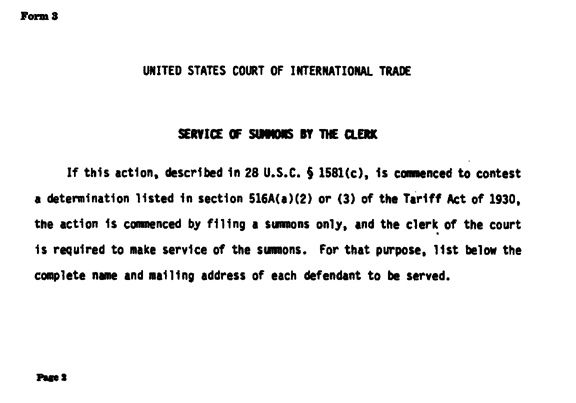 Form 3
UNITED STATES COURT OF INTERNATIONAL TRADE
SERVICE OF SUMMONS BY THE CLERK
If this action, described in 28 U.S.C. § 1581(c), is commenced to contest
a determination listed in section 516A(a)(2) or (3) of the Tariff Act of 1930,
the action is commenced by filing a summons only, and the clerk of the court
is required to make service of the summons. For that purpose, list below the
complete name and mailing address of each defendant to be served.
Page 2